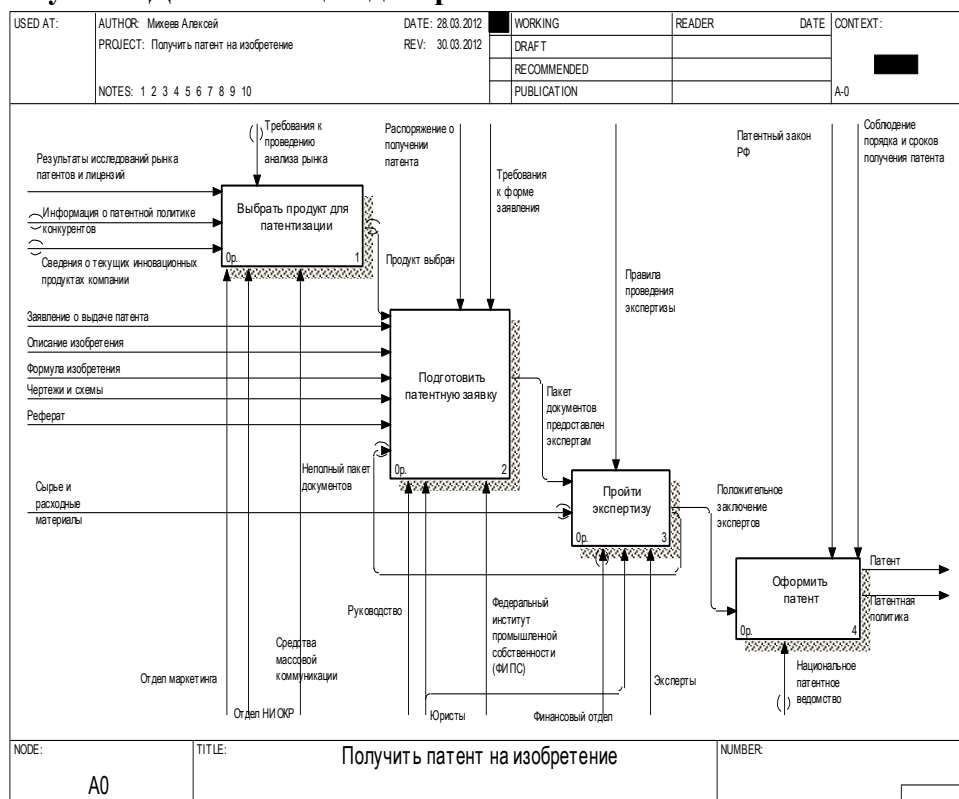 USED AT:
AUTHOR: Михеев Алексей
DATE: 28.03.2012
PROJECT: Получить патент на изобретение
REV: 30.03.2012
NOTES: 1 2 3 4 5 6 7 8 9 10
WORKING
DRAFT
RECOMMENDED
PUBLICATION
READER
DATE
CONTEXT:
A-0
Требования к
проведению
анализа рынка
Распоряжение о
получении
патента
Требования
к форме
заявления
Патентный закон
РФ
Соблюдение
порядка и сроков
получения патента
Результаты исследований рынка
патентов и лицензий
Информация о патентной политике
конкурентов
Сведения о текущих инновационных
продуктах компании
Выбрать продукт для
патентизации
0р.
1
Продукт выбран
Правила
проведения
экспертизы
Заявление о выдаче патента
Описание изобретения
Формула изобретения
Чертежи и схемы
Реферат
Подготовить
патентную заявку
0р.
2
Пакет
документов
предоставлен
экспертам
Неполный пакет
документов
Сырье и
расходные
материалы
Пройти
экспертизу
0р.
3
Положительное
заключение
экспертов
Оформить
патент
0р.
4
Патент
Патентная
политика
Руководство
Федеральный
институт
промышленной
собственности
(ФИПС)
Средства
массовой
коммуникации
Отдел маркетинга
Отдел НИОКР
Юристы
Финансовый отдел
Эксперты
Национальное
патентное
ведомство
NODE:
A0
TITLE:
Получить патент на изобретение
NUMBER: